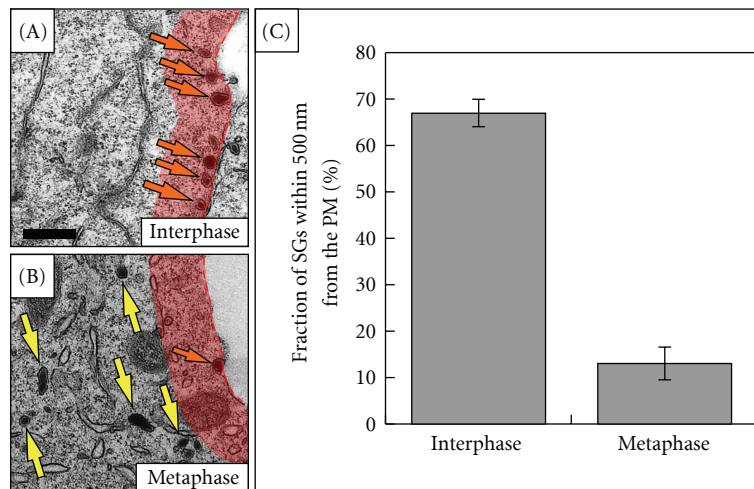 (A)
Interphase
(B)
Metaphase
(C)
Fraction of SGs within 500 nm
from the PM (%)
80
70
60
50
40
30
20
10
0
Interphase
Metaphase